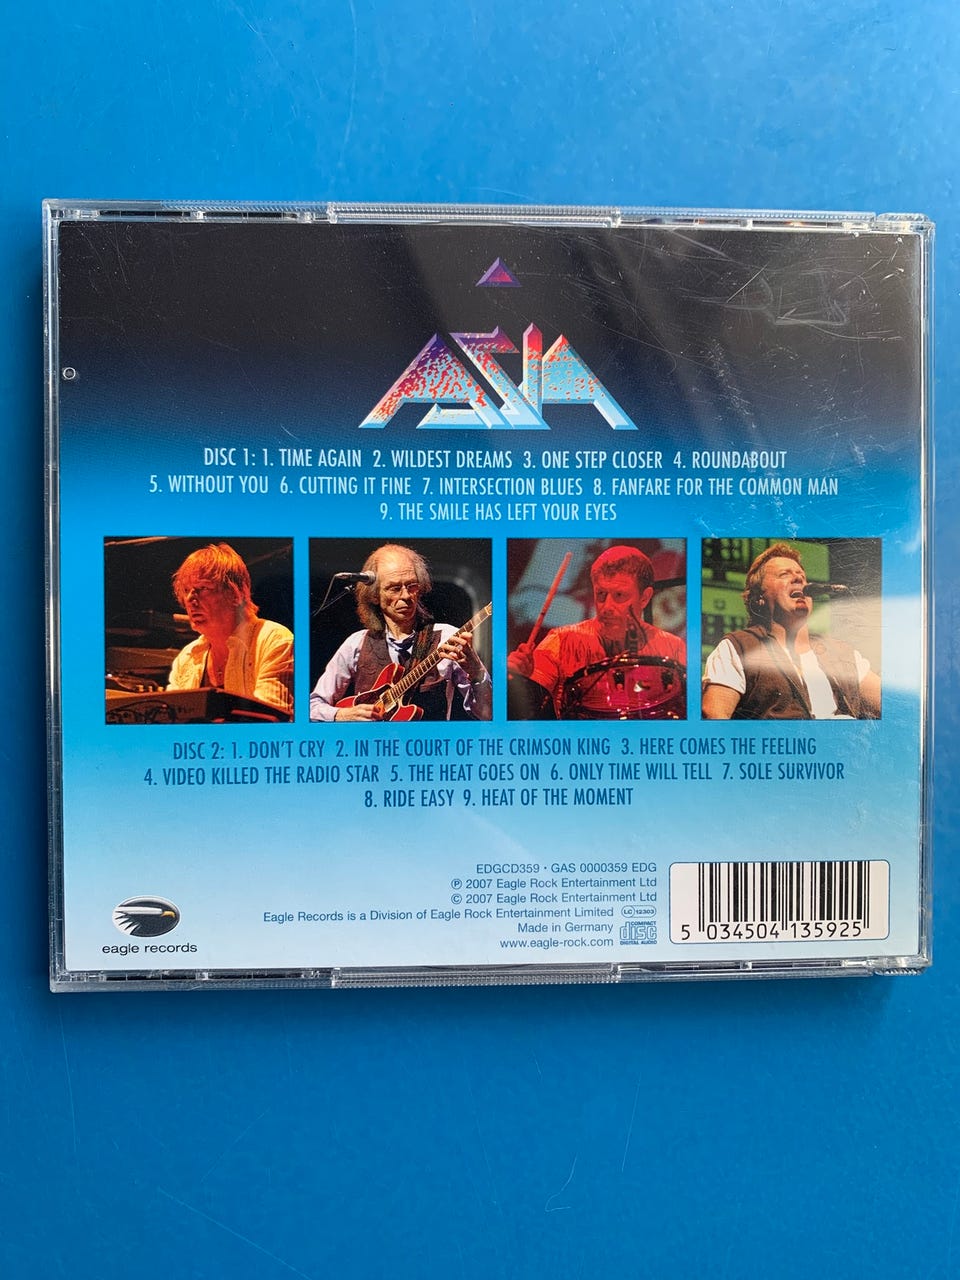 ASIA
DISC 1: 1. TIME AGAIN 2. WILDEST DREAMS 3. ONE STEP CLOSER 4. ROUNDABOUT
5. WITHOUT YOU 6. CUTTING IT FINE 7. INTERSECTION BLUES 8. FANFARE FOR THE COMMON MAN
9. THE SMILE HAS LEFT YOUR EYES
DISC 2: 1. DON'T CRY 2. IN THE COURT OF THE CRIMSON KING 3. HERE COMES THE FEELING
4. VIDEO KILLED THE RADIO STAR 5. THE HEAT GOES ON 6. ONLY TIME WILL TELL 7. SOLE SURVIVOR
8. RIDE EASY 9. HEAT OF THE MOMENT
EDGCD359 • GAS 0000359 EDG
℗ 2007 Eagle Rock Entertainment Ltd
© 2007 Eagle Rock Entertainment Ltd
Eagle Records is a Division of Eagle Rock Entertainment Limited LC 12303
Made in Germany
www.eagle-rock.com
COMPACT
disc
DIGITAL AUDIO
eagle records
5 034504 135925